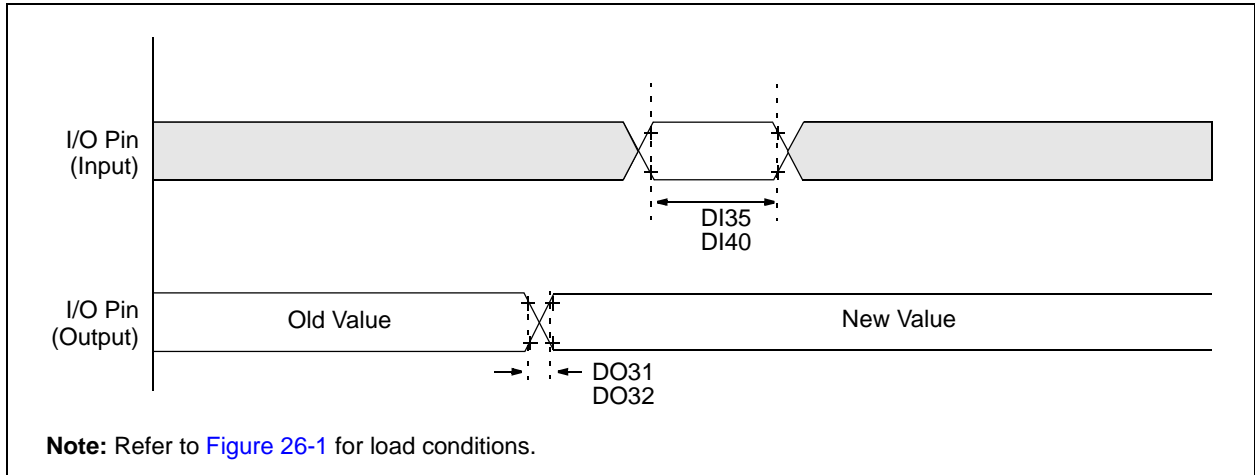 I/O Pin
(Input)
DI35
DI40
I/O Pin
(Output)
Old Value
New Value
DO31
DO32
Note: Refer to Figure 26-1 for load conditions.